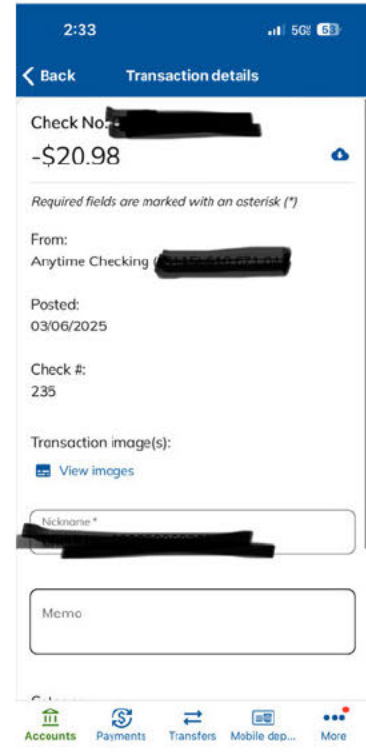 2:33
5G 53
Back Transaction details
Check No.
-$20.98
Required fields are marked with an asterisk (*)
From:
Anytime Checking (
Posted:
03/06/2025
Check #:
235
Transaction image(s):
View images
Nickname *
Memo
Accounts Payments Transfers Mobile dep... More